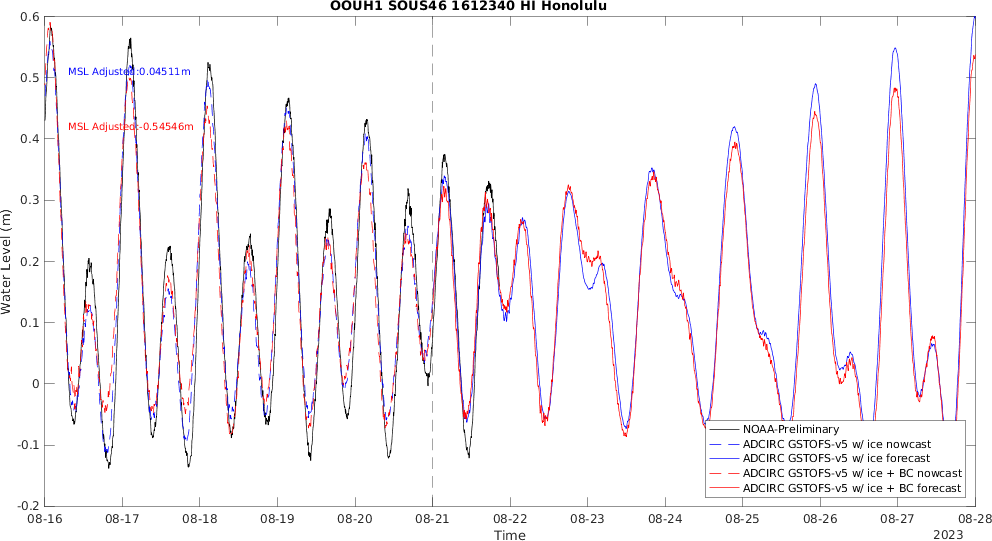 OOUH1 SOUS46 1612340 HI Honolulu
0.6
0.5
0.4
0.3
0.2
0.1
0
-0.1
-0.2
Water Level (m)
MSL Adjusted:0.04511m
MSL Adjusted:-0.54546m
NOAA-Preliminary
ADCIRC GSTOFS-v5 w/ ice nowcast
ADCIRC GSTOFS-v5 w/ ice forecast
ADCIRC GSTOFS-v5 w/ ice + BC nowcast
ADCIRC GSTOFS-v5 w/ ice + BC forecast
08-16 08-17 08-18 08-19 08-20 08-21 08-22 08-23 08-24 08-25 08-26 08-27 08-28
Time
2023